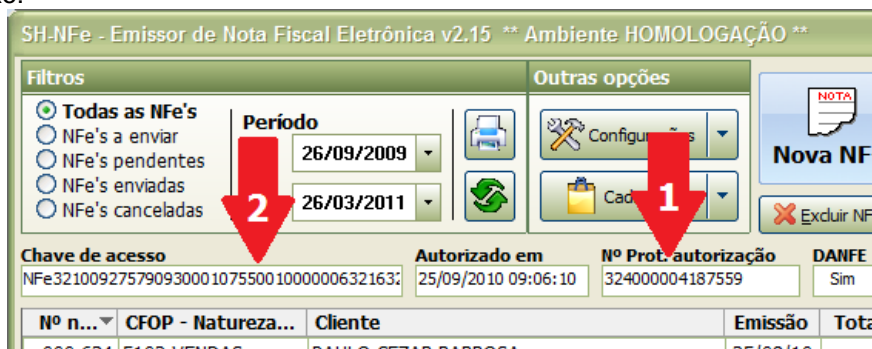 SH-NFe - Emissor de Nota Fiscal Eletrônica v2.15 ** Ambiente HOMOLOGAÇÃO **
Filtros
Outras opções
Todas as NFe's
NFe's a enviar
NFe's pendentes
NFe's enviadas
NFe's canceladas
Período
26/09/2009
26/03/2011
2
1
Nova NF
NOTA
Excluir NF
Chave de acesso
Autorizado em
Nº Prot. autorização
DANFE
25/09/2010 09:06:10
324000004187559
Sim
Nº n...
CFOP - Natureza...
Cliente
Emissão
Tota